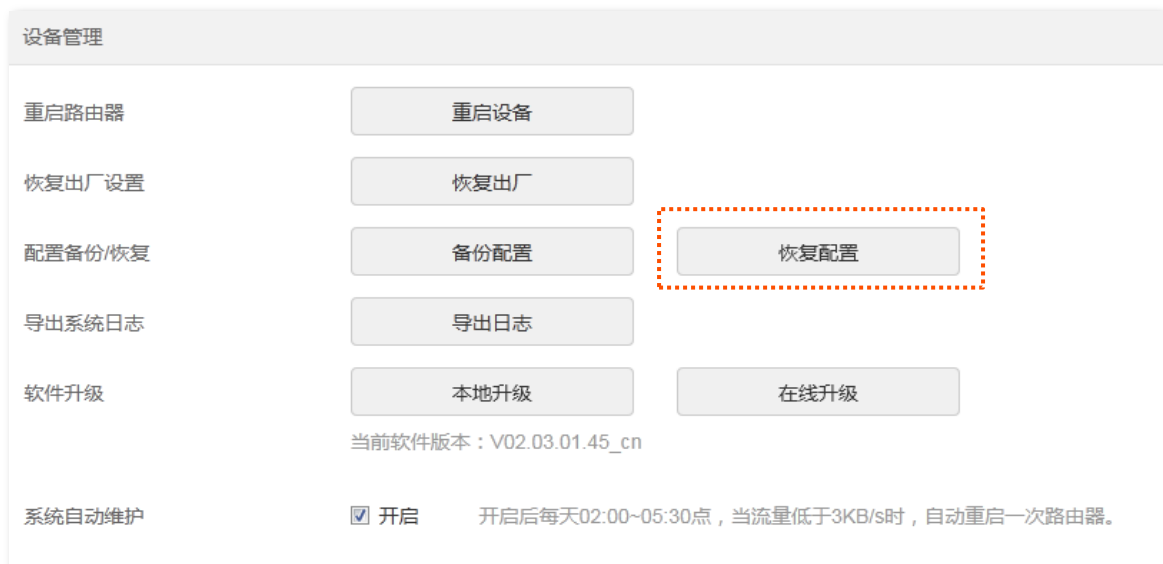 设备管理
重启路由器 重启设备
恢复出厂设置 恢复出厂
配置备份/恢复 备份配置 恢复配置
导出系统日志 导出日志
软件升级 本地升级 在线升级
当前软件版本：V02.03.01.45_cn
系统自动维护 开启 开启后每天02:00~05:30点，当流量低于3KB/s时，自动重启一次路由器。